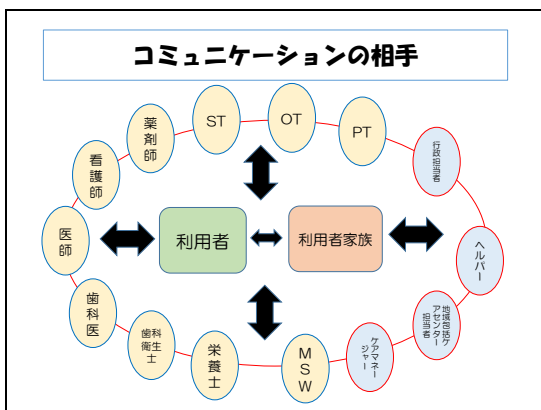 コミュニケーションの相手
ST
OT
PT
薬剤師
行政担当者
看護師
医師
利用者
利用者家族
ヘルパー
歯科医
歯科
衛生
士
栄養士
MSW
ケアマネー
ジャー
地域包括ケ
アセンター
担当者